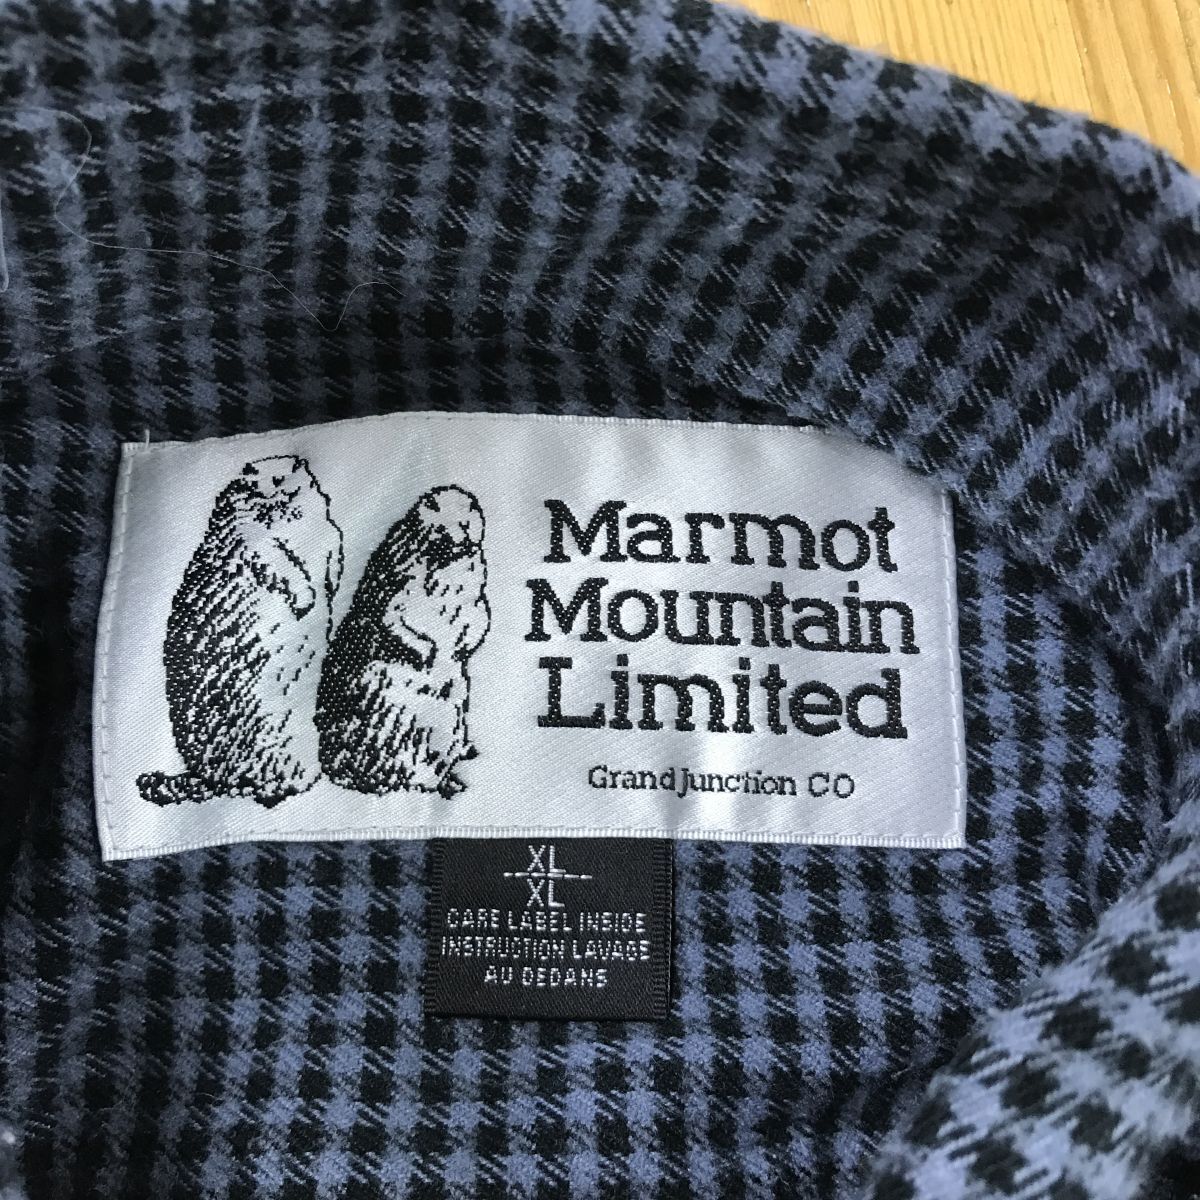 Marmot
Mountain
Limited
Grand Junction CO
XL
XL
CARE LABEL INSIDE
INSTRUCTION LAVAGE
AU DEDANS